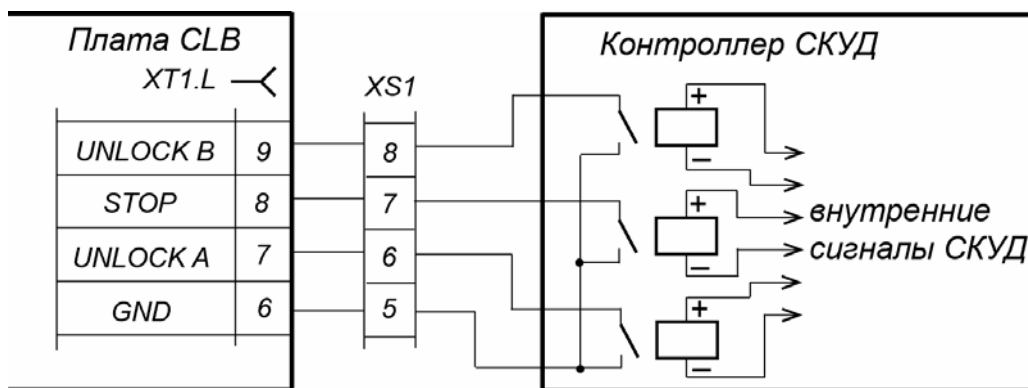 Плата CLB
Контроллер СКУД
XT1.L
XS1
UNLOCK B 9 8
STOP 8 7
UNLOCK A 7 6
GND 6 5
+
−
+
−
+
−
внутренние
сигналы СКУД